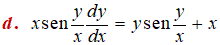 d. x sen y/x dy/dx = y sen y/x + x